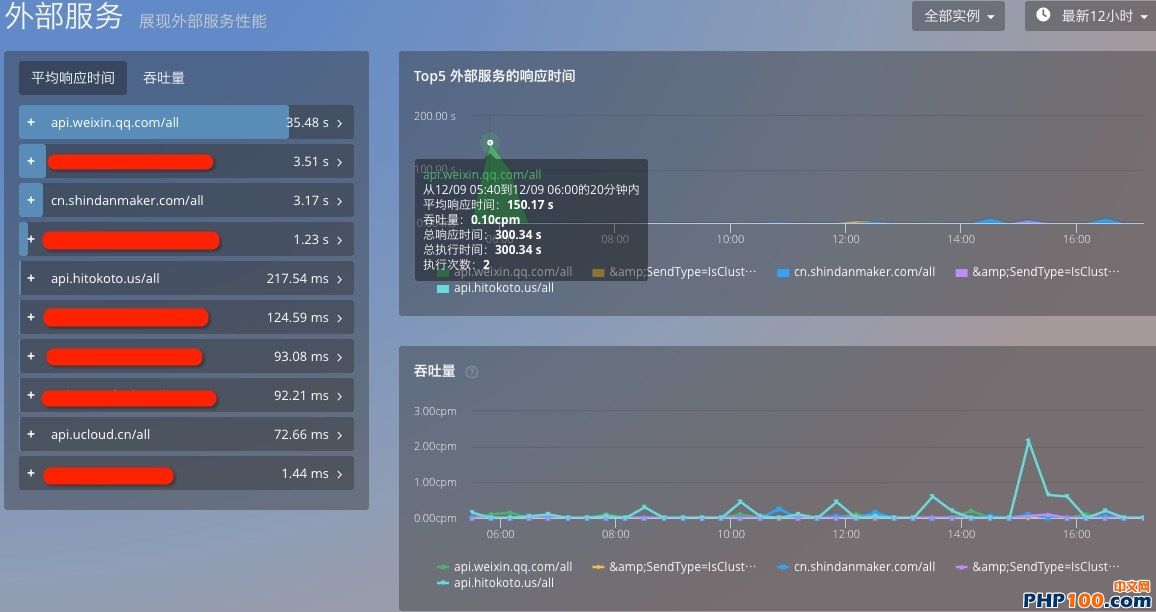 外部服务 展现外部服务性能
全部实例
最新12小时
平均响应时间 吞吐量
+ api.weixin.qq.com/all 35.48 s
+ 3.51 s
+ cn.shindanmaker.com/all 3.17 s
+ 1.23 s
+ api.hitokoto.us/all 217.54 ms
+ 124.59 ms
+ 93.08 ms
+ 92.21 ms
+ api.ucloud.cn/all 72.66 ms
+ 1.44 ms
Top5 外部服务的响应时间
200.00 s
100.00 s
api.weixin.qq.com/all
从12/09 05:40到12/09 06:00的20分钟内
平均响应时间: 150.17 s
吞吐量: 0.10cpm
总响应时间: 300.34 s
总执行时间: 300.34 s
执行次数: 2
08:00 10:00 12:00 14:00 16:00
api.weixin.qq.com/all &amp;SendType=IsClust··· cn.shindanmaker.com/all &amp;SendType=IsClust···
api.hitokoto.us/all
吞吐量 ?
3.00cpm
2.00cpm
1.00cpm
0.00cpm
06:00 08:00 10:00 12:00 14:00 16:00
api.weixin.qq.com/all &amp;SendType=IsClust··· cn.shindanmaker.com/all &amp;SendType=IsClust···
api.hitokoto.us/all
中文网
PHP100.com